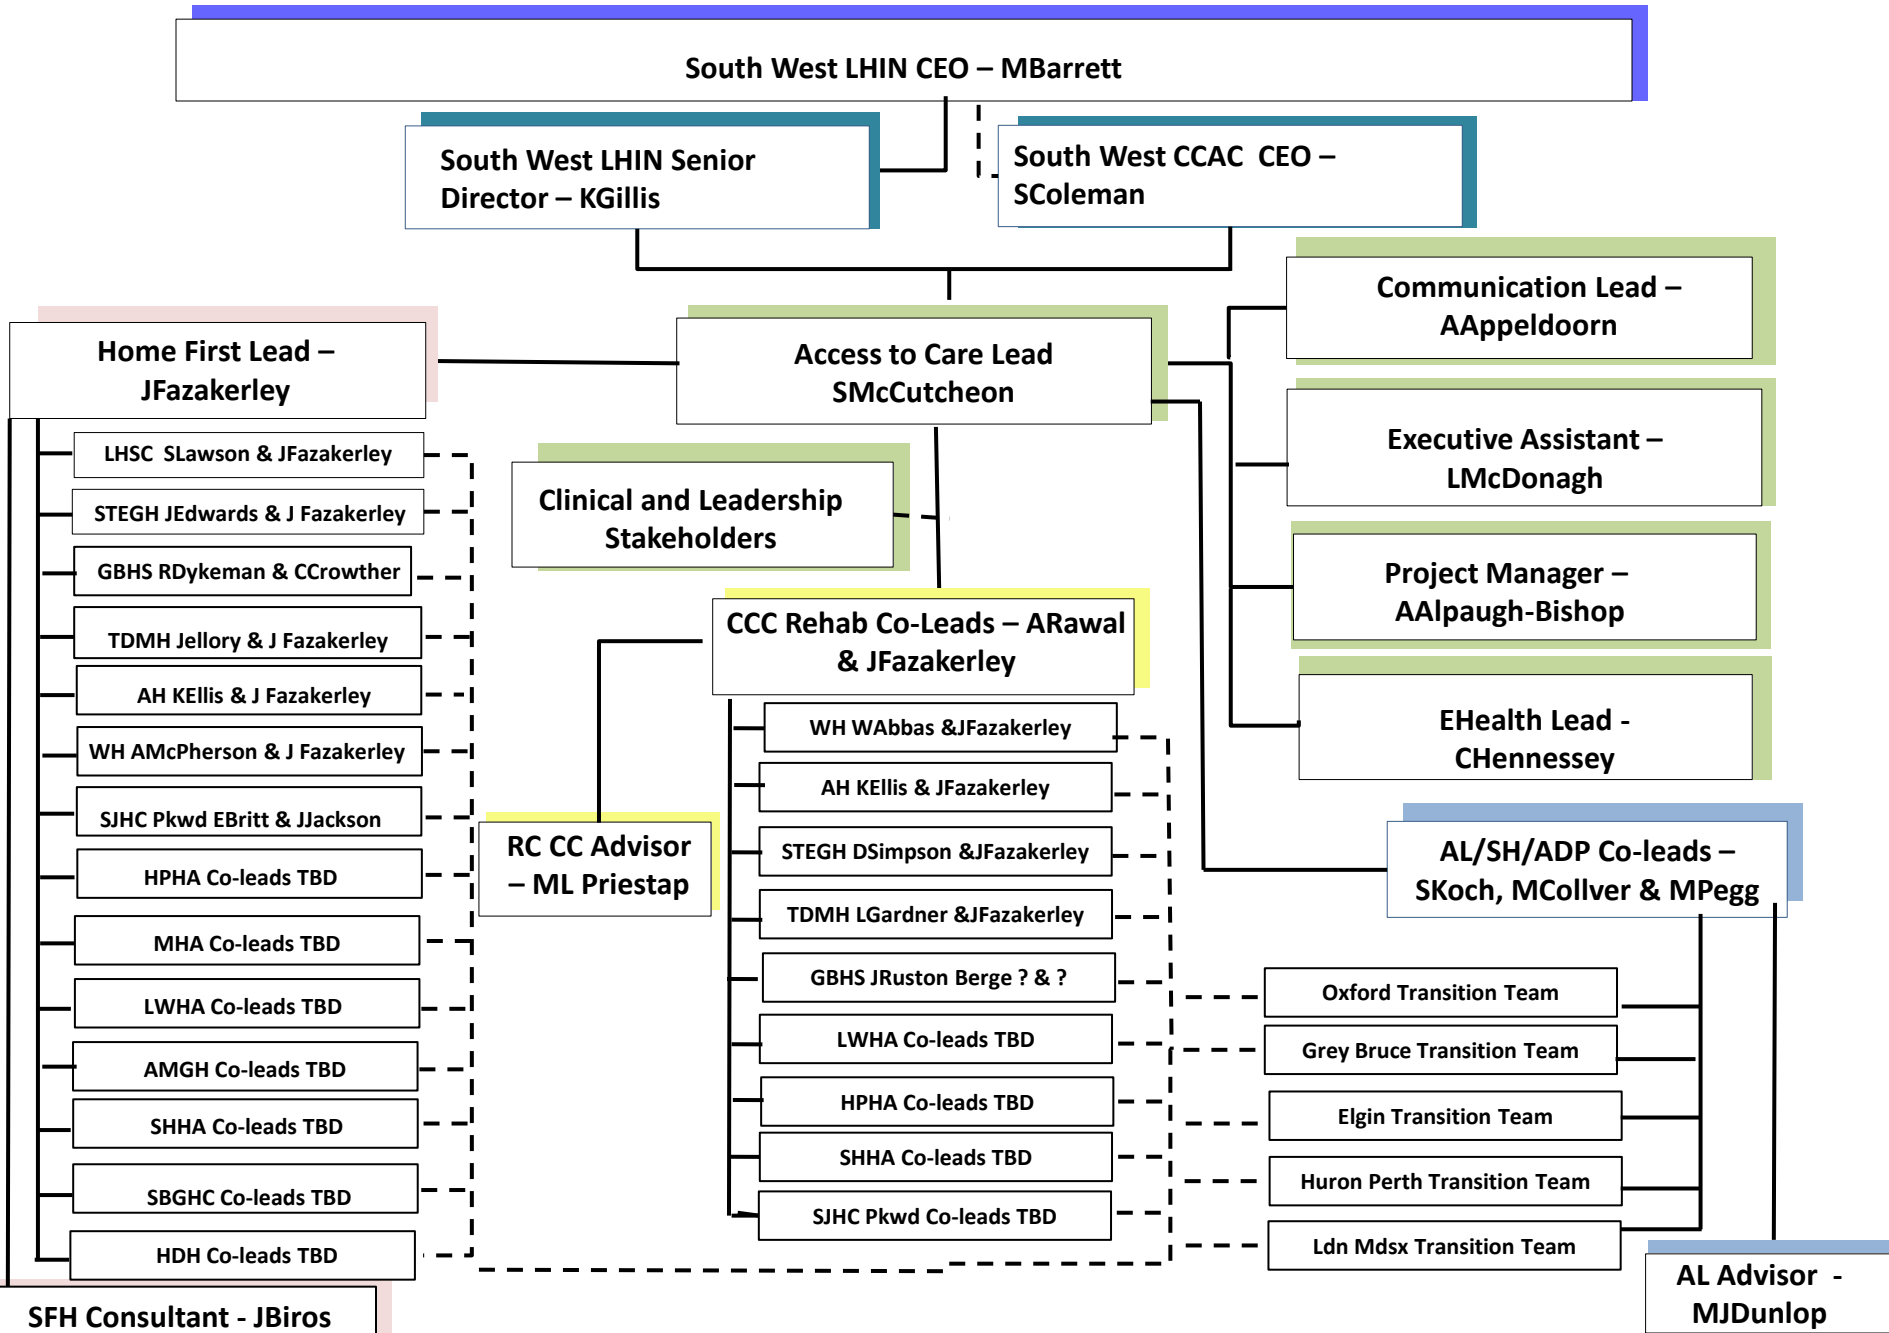 South West LHIN CEO – MBarrett
South West LHIN Senior
Director – KGillis
South West CCAC  CEO –
SColeman
Communication Lead –
AAppeldoorn
Home First Lead –
JFazakerley
Access to Care Lead
SMcCutcheon
Executive Assistant –
LMcDonagh
Clinical and Leadership
Stakeholders
Project Manager –
AAlpaugh-Bishop
EHealth Lead -
CHennessey
LHSC  SLawson & JFazakerley
STEGH JEdwards & J Fazakerley
GBHS RDykeman & CCrowther
TDMH Jellory & J Fazakerley
AH KEllis & J Fazakerley
WH AMcPherson & J Fazakerley
SJHC Pkwd EBritt & JJackson
HPHA Co-leads TBD
MHA Co-leads TBD
LWHA Co-leads TBD
AMGH Co-leads TBD
SHHA Co-leads TBD
SBGHC Co-leads TBD
HDH Co-leads TBD
SFH Consultant - JBiros
CCC Rehab Co-Leads – ARawal
& JFazakerley
RC CC Advisor
– ML Priestap
WH WAbbas &JFazakerley
AH KEllis & JFazakerley
STEGH DSimpson &JFazakerley
TDMH LGardner &JFazakerley
GBHS JRuston Berge ? & ?
LWHA Co-leads TBD
HPHA Co-leads TBD
SHHA Co-leads TBD
SJHC Pkwd Co-leads TBD
AL/SH/ADP Co-leads –
SKoch, MCollver & MPegg
Oxford Transition Team
Grey Bruce Transition Team
Elgin Transition Team
Huron Perth Transition Team
Ldn Mdsx Transition Team
AL Advisor  -
MJDunlop